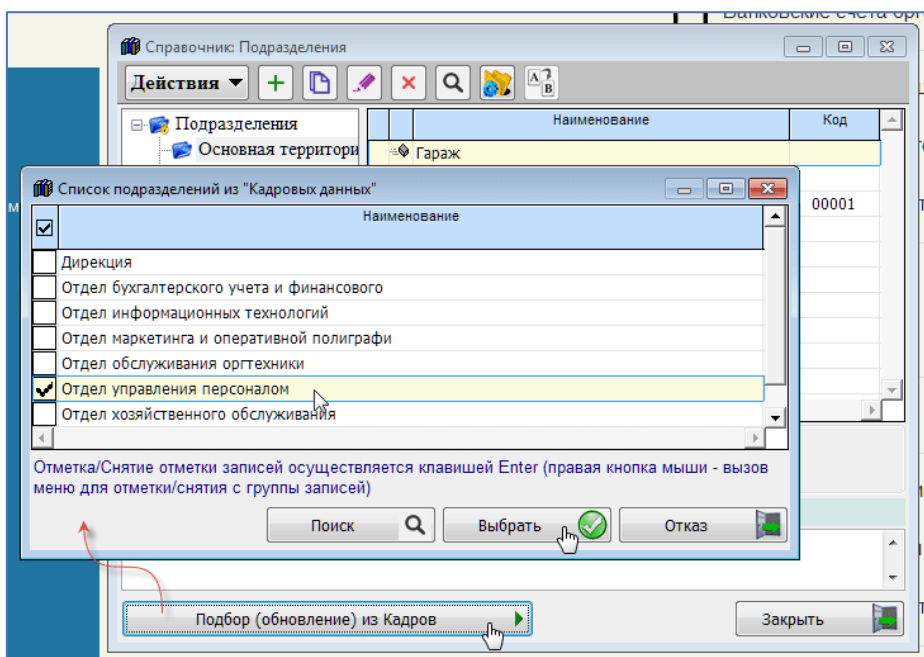 Банковские счета орг
Справочник: Подразделения
Действия
Подразделения
Основная территори
Наименование
Код
Гараж
00001
Список подразделений из "Кадровых данных"
Наименование
Дирекция
Отдел бухгалтерского учета и финансового
Отдел информационных технологий
Отдел маркетинга и оперативной полиграфи
Отдел обслуживания оргтехники
Отдел управления персоналом
Отдел хозяйственного обслуживания
Отметка/Снятие отметки записей осуществляется клавишей Enter (правая кнопка мыши - вызов
меню для отметки/снятия с группы записей)
Поиск
Выбрать
Отказ
Подбор (обновление) из Кадров
Закрыть